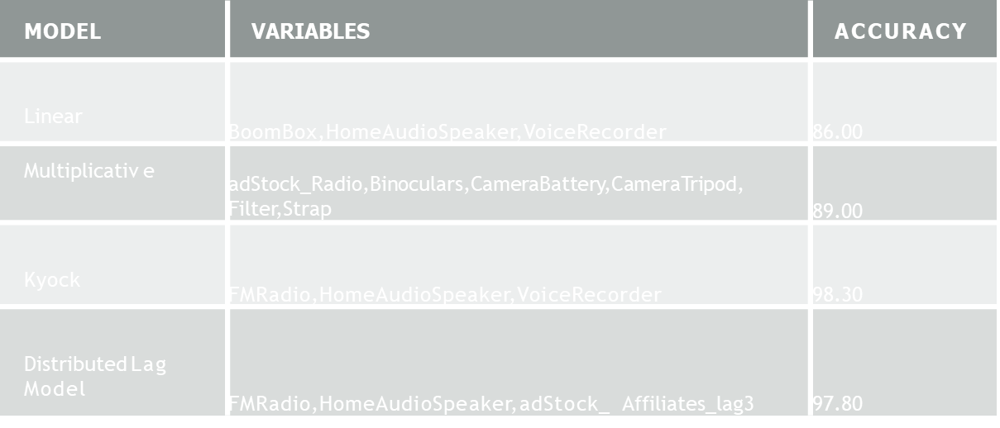 MODEL VARIABLES ACCURACY
Linear
BoomBox,HomeAudioSpeaker,VoiceRecorder 86.00
Multiplicativ e
adStock_Radio,Binoculars,CameraBattery,CameraTripod,
Filter,Strap
89.00
Kyock
FMRadio,HomeAudioSpeaker,VoiceRecorder 98.30
Distributed Lag
Model
FMRadio,HomeAudioSpeaker,adStock_ Affiliates_lag3 97.80